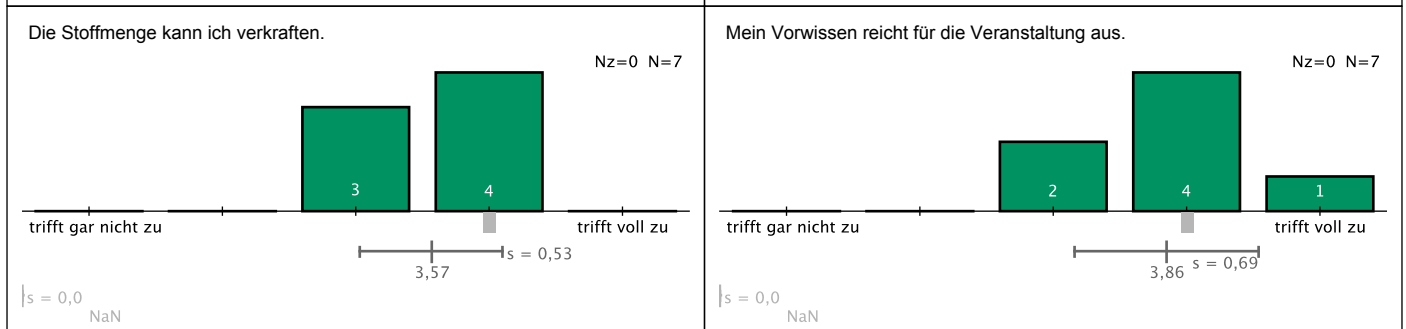 Die Stoffmenge kann ich verkraften.
Nz=0 N=7
3
4
trifft gar nicht zu
trifft voll zu
s = 0,53
3,57
s = 0,0
NaN
Mein Vorwissen reicht für die Veranstaltung aus.
Nz=0 N=7
2
4
1
trifft gar nicht zu
trifft voll zu
3,86 s = 0,69
s = 0,0
NaN